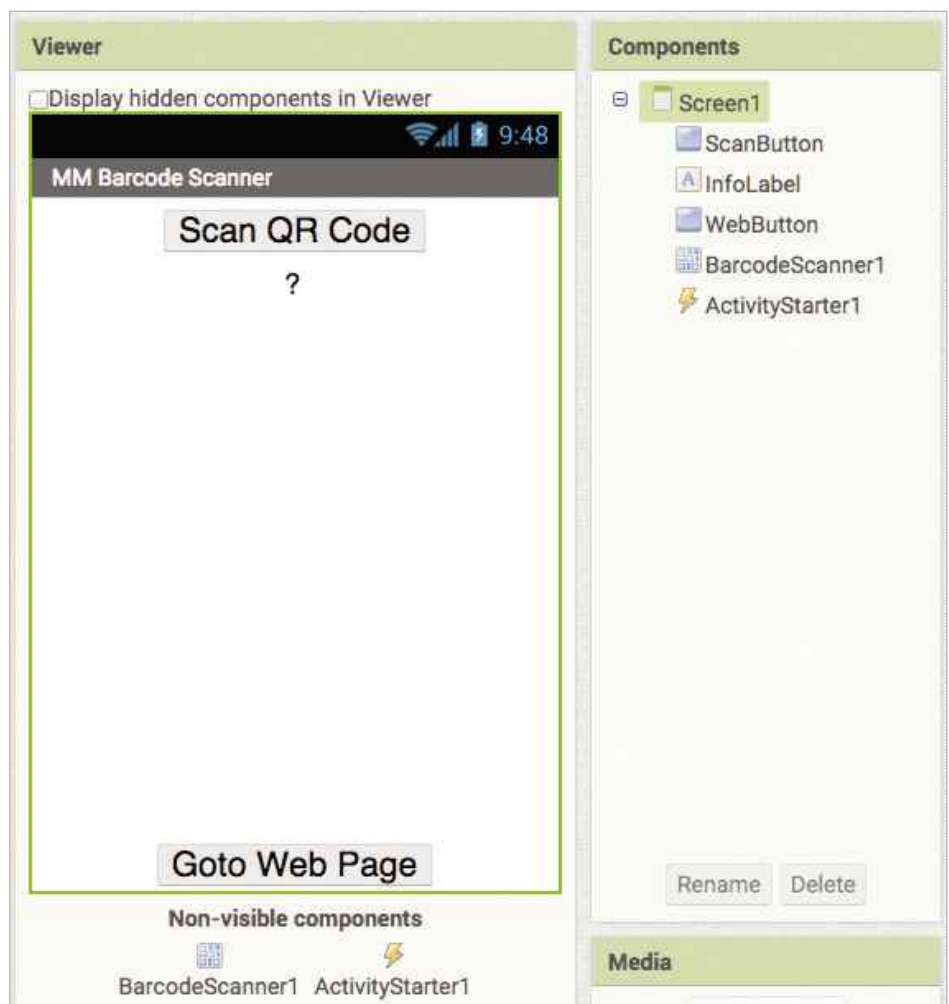 Viewer
Display hidden components in Viewer
9:48
MM Barcode Scanner
Scan QR Code
?
Goto Web Page
Non-visible components
BarcodeScanner1 ActivityStarter1
Components
Screen1
ScanButton
A InfoLabel
WebButton
BarcodeScanner1
ActivityStarter1
Rename Delete
Media